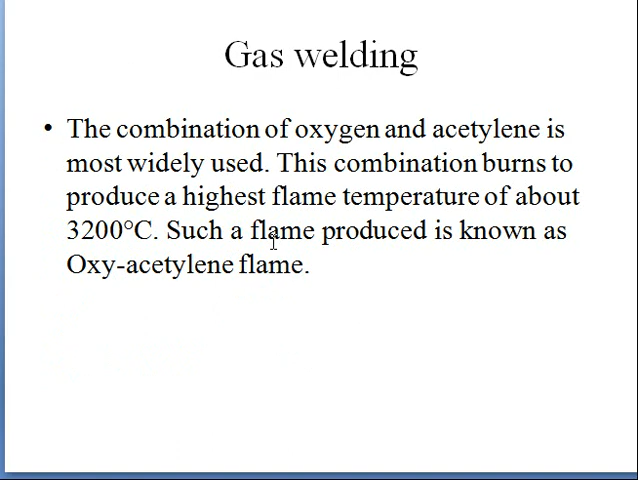 Gas welding
• The combination of oxygen and acetylene is
most widely used. This combination burns to
produce a highest flame temperature of about
3200°C. Such a flame produced is known as
Oxy-acetylene flame.